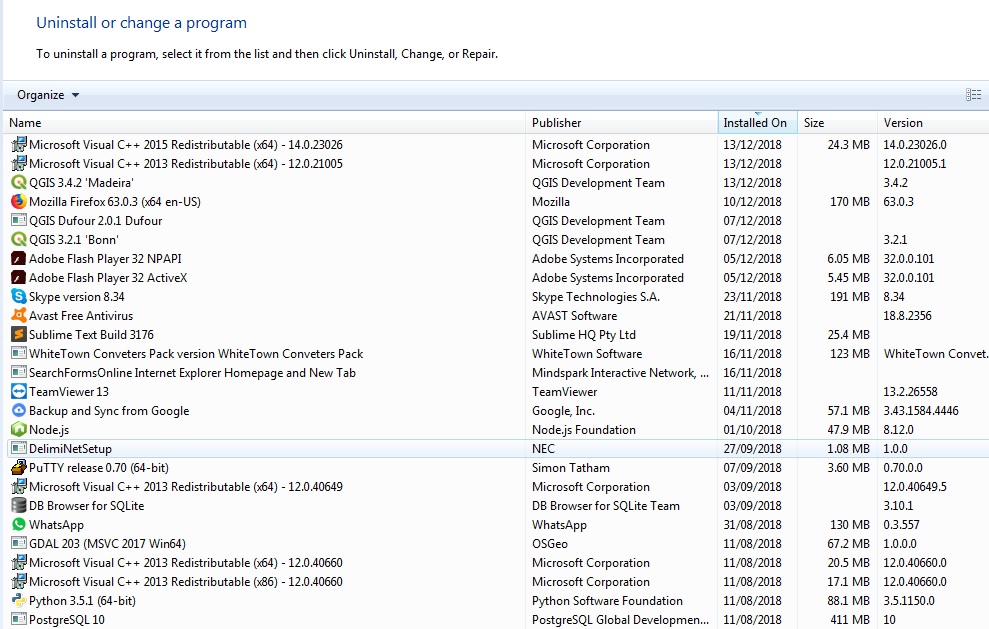 Uninstall or change a program
To uninstall a program, select it from the list and then click Uninstall, Change, or Repair.
Organize
Name Publisher Installed On Size Version
Microsoft Visual C++ 2015 Redistributable (x64) - 14.0.23026 Microsoft Corporation 13/12/2018 24.3 MB 14.0.23026.0
Microsoft Visual C++ 2013 Redistributable (x64) - 12.0.21005 Microsoft Corporation 13/12/2018 12.0.21005.1
QGIS 3.4.2 'Madeira' QGIS Development Team 13/12/2018 3.4.2
Mozilla Firefox 63.0.3 (x64 en-US) Mozilla 10/12/2018 170 MB 63.0.3
QGIS Dufour 2.0.1 Dufour QGIS Development Team 07/12/2018
QGIS 3.2.1 'Bonn' QGIS Development Team 07/12/2018 3.2.1
Adobe Flash Player 32 NPAPI Adobe Systems Incorporated 05/12/2018 6.05 MB 32.0.0.101
Adobe Flash Player 32 ActiveX Adobe Systems Incorporated 05/12/2018 5.45 MB 32.0.0.101
Skype version 8.34 Skype Technologies S.A. 23/11/2018 191 MB 8.34
Avast Free Antivirus AVAST Software 21/11/2018 18.8.2356
Sublime Text Build 3176 Sublime HQ Pty Ltd 19/11/2018 25.4 MB
WhiteTown Conveters Pack version WhiteTown Conveters Pack WhiteTown Software 16/11/2018 123 MB WhiteTown Convet...
SearchFormsOnline Internet Explorer Homepage and New Tab Mindspark Interactive Network, ... 16/11/2018
TeamViewer 13 TeamViewer 11/11/2018 13.2.26558
Backup and Sync from Google Google, Inc. 04/11/2018 57.1 MB 3.43.1584.4446
Node.js Node.js Foundation 01/10/2018 47.9 MB 8.12.0
DelimiNetSetup NEC 27/09/2018 1.08 MB 1.0.0
PuTTY release 0.70 (64-bit) Simon Tatham 07/09/2018 3.60 MB 0.70.0.0
Microsoft Visual C++ 2013 Redistributable (x64) - 12.0.40649 Microsoft Corporation 03/09/2018 12.0.40649.5
DB Browser for SQLite DB Browser for SQLite Team 03/09/2018 3.10.1
WhatsApp WhatsApp 31/08/2018 130 MB 0.3.557
GDAL 203 (MSVC 2017 Win64) OSGeo 11/08/2018 67.2 MB 1.0.0.0
Microsoft Visual C++ 2013 Redistributable (x64) - 12.0.40660 Microsoft Corporation 11/08/2018 20.5 MB 12.0.40660.0
Microsoft Visual C++ 2013 Redistributable (x86) - 12.0.40660 Microsoft Corporation 11/08/2018 17.1 MB 12.0.40660.0
Python 3.5.1 (64-bit) Python Software Foundation 11/08/2018 88.1 MB 3.5.1150.0
PostgreSQL 10 PostgreSQL Global Developmen... 11/08/2018 411 MB 10